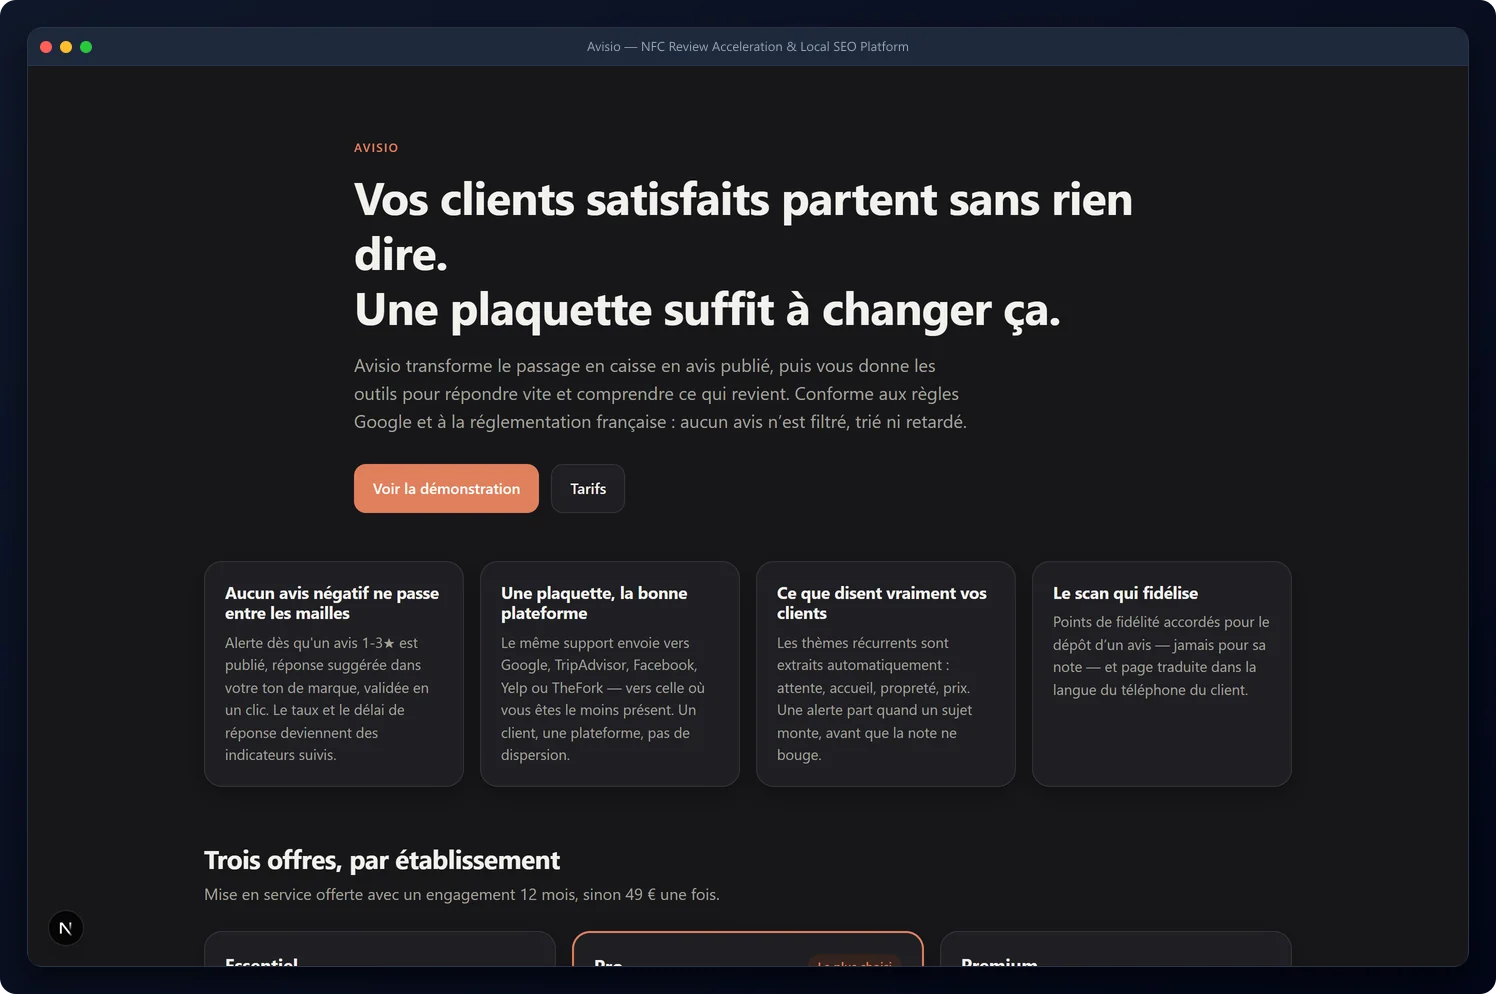 Avisio — NFC Review Acceleration & Local SEO Platform
AVISIO
Vos clients satisfaits partent sans rien
dire.
Une plaquette suffit à changer ça.
Avisio transforme le passage en caisse en avis publié, puis vous donne les
outils pour répondre vite et comprendre ce qui revient. Conforme aux règles
Google et à la réglementation française : aucun avis n’est filtré, trié ni retardé.
Voir la démonstration
Tarifs
Aucun avis négatif ne passe
entre les mailles
Alerte dès qu'un avis 1-3★ est
publié, réponse suggérée dans
votre ton de marque, validée en
un clic. Le taux et le délai de
réponse deviennent des
indicateurs suivis.
Une plaquette, la bonne
plateforme
Le même support envoie vers
Google, TripAdvisor, Facebook,
Yelp ou TheFork — vers celle où
vous êtes le moins présent. Un
client, une plateforme, pas de
dispersion.
Ce que disent vraiment vos
clients
Les thèmes récurrents sont
extraits automatiquement :
attente, accueil, propreté, prix.
Une alerte part quand un sujet
monte, avant que la note ne
bouge.
Le scan qui fidélise
Points de fidélité accordés pour le
dépôt d’un avis — jamais pour sa
note — et page traduite dans la
langue du téléphone du client.
Trois offres, par établissement
Mise en service offerte avec un engagement 12 mois, sinon 49 € une fois.
N
Essentiel
Pro
Le plus choisi
Premium